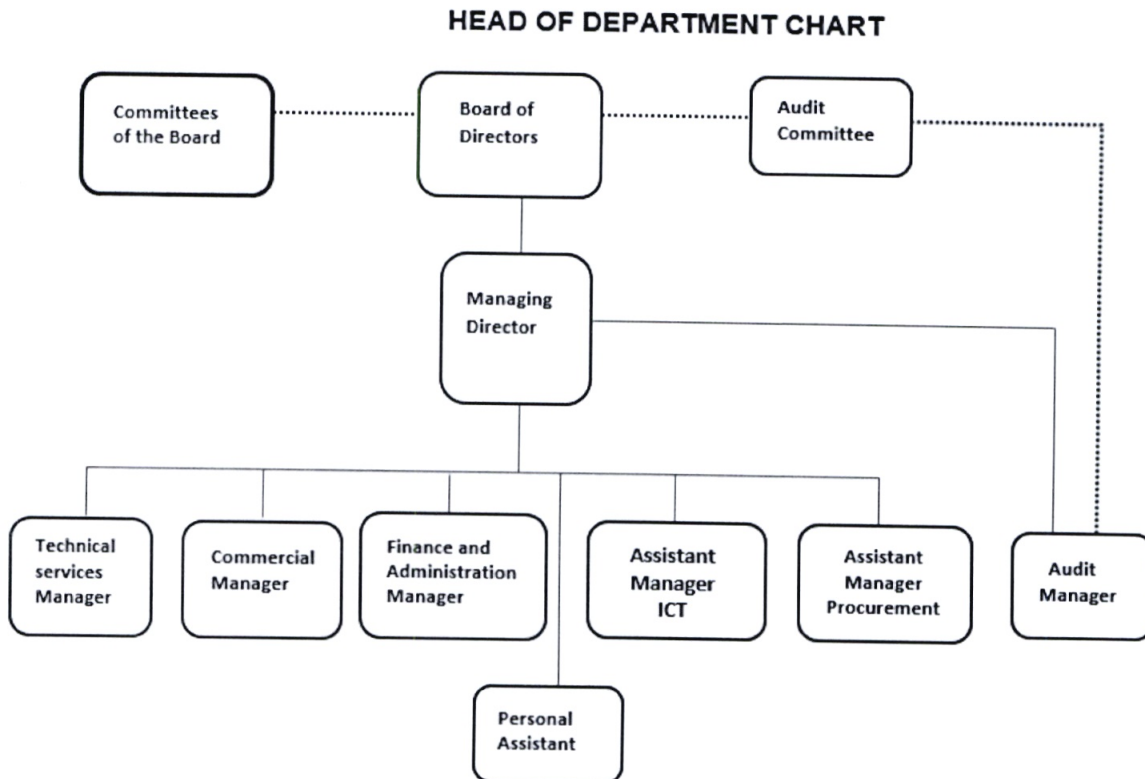 HEAD OF DEPARTMENT CHART
Committees
of the Board
Board of
Directors
Audit
Committee
Managing
Director
Technical
services
Manager
Commercial
Manager
Finance and
Administration
Manager
Assistant
Manager
ICT
Assistant
Manager
Procurement
Audit
Manager
Personal
Assistant